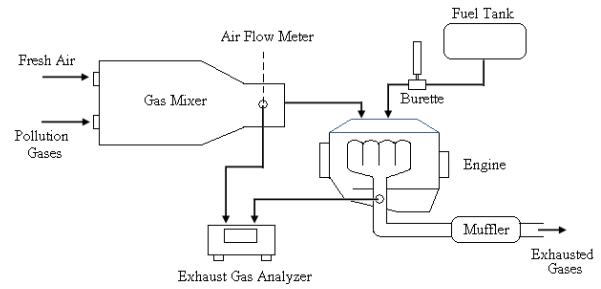 Fuel Tank
Air Flow Meter
Fresh Air
Gas Mixer
Burette
Pollution
Gases
Engine
Muffler
Exhausted
Gases
Exhaust Gas Analyzer